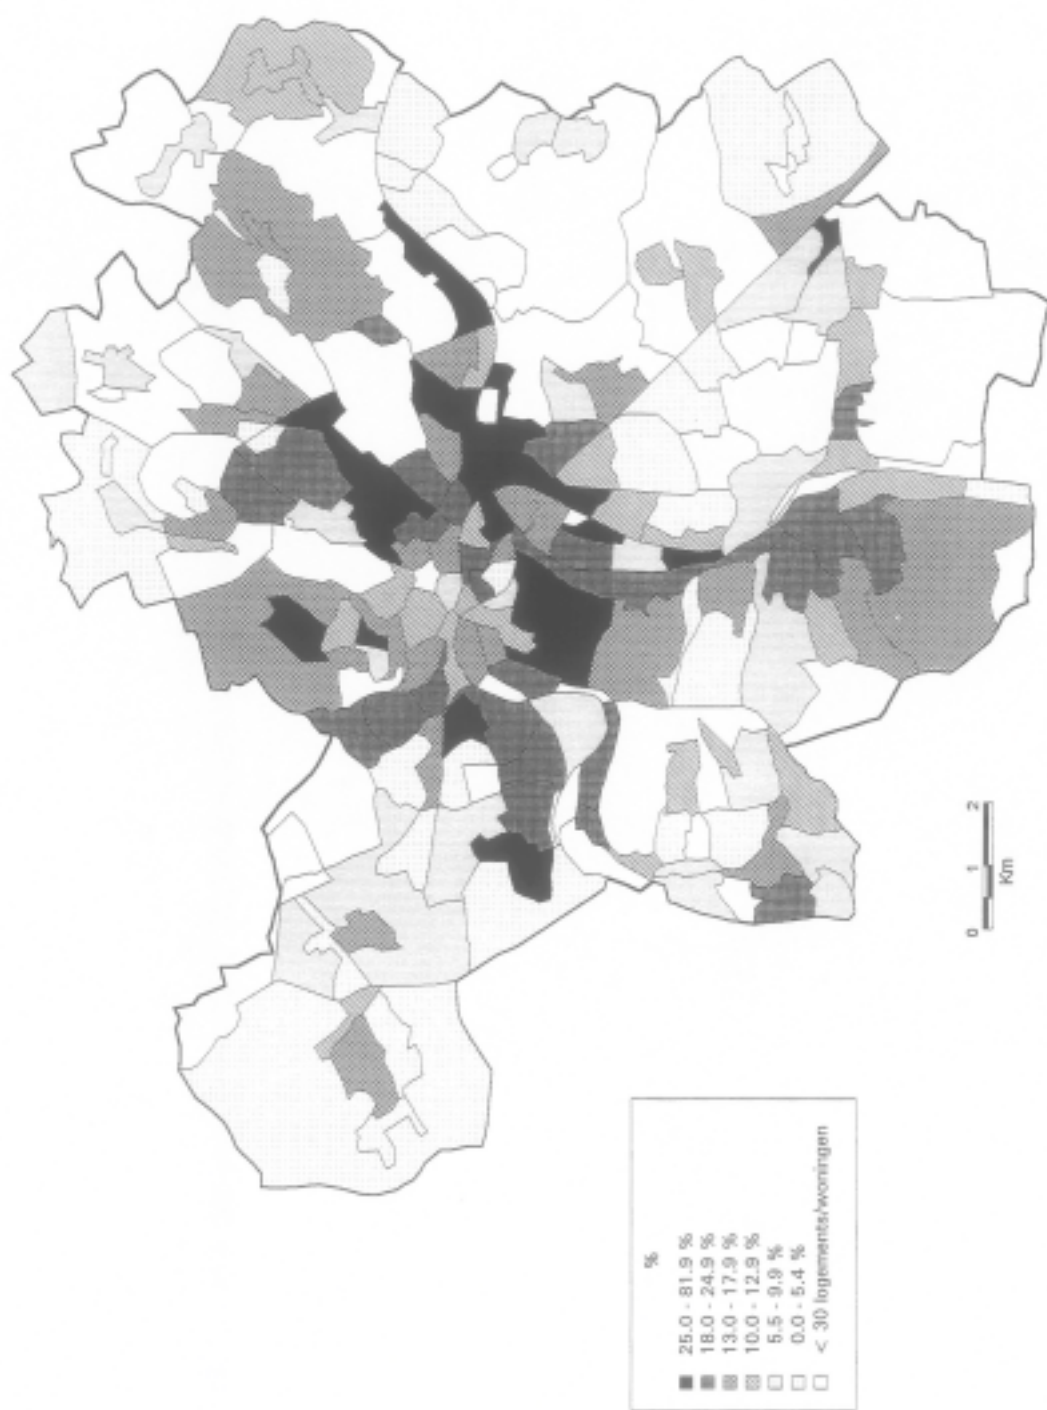 %
25.0 - 81.9 %
18.0 - 24.9 %
13.0 - 17.9 %
10.0 - 12.9 %
5.5 - 9.9 %
0.0 - 5.4 %
< 30 logements/woningen
0 1 2
Km